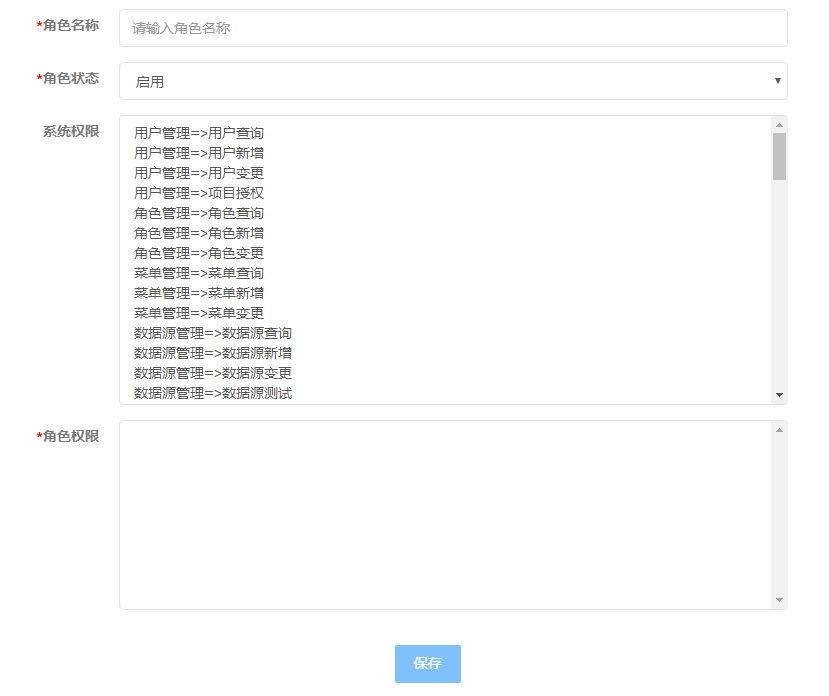 *角色名称
请输入角色名称
*角色状态
启用
系统权限
用户管理=>用户查询
用户管理=>用户新增
用户管理=>用户变更
用户管理=>项目授权
角色管理=>角色查询
角色管理=>角色新增
角色管理=>角色变更
菜单管理=>菜单查询
菜单管理=>菜单新增
菜单管理=>菜单变更
数据源管理=>数据源查询
数据源管理=>数据源新增
数据源管理=>数据源变更
数据源管理=>数据源测试
*角色权限
保存